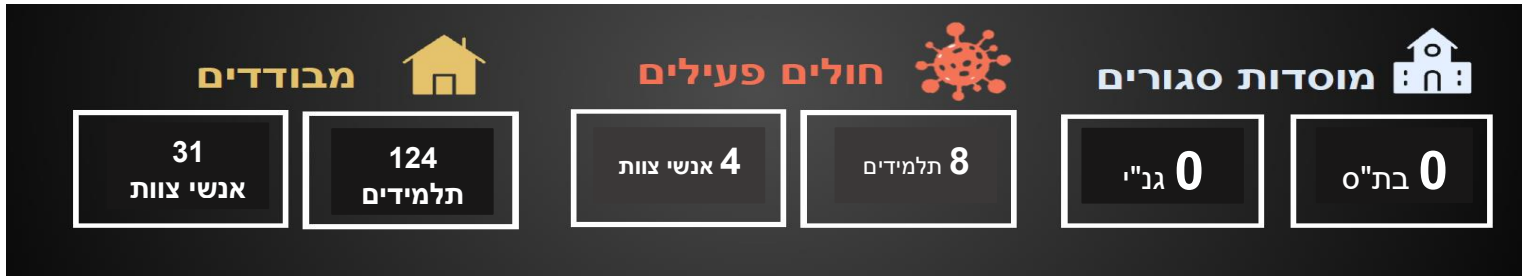 מוסדות סגורים
0 בת"ס
0 גנ"י
חולים פעילים
8 תלמידים
4 אנשי צוות
מבודדים
124
תלמידים
31
אנשי צוות